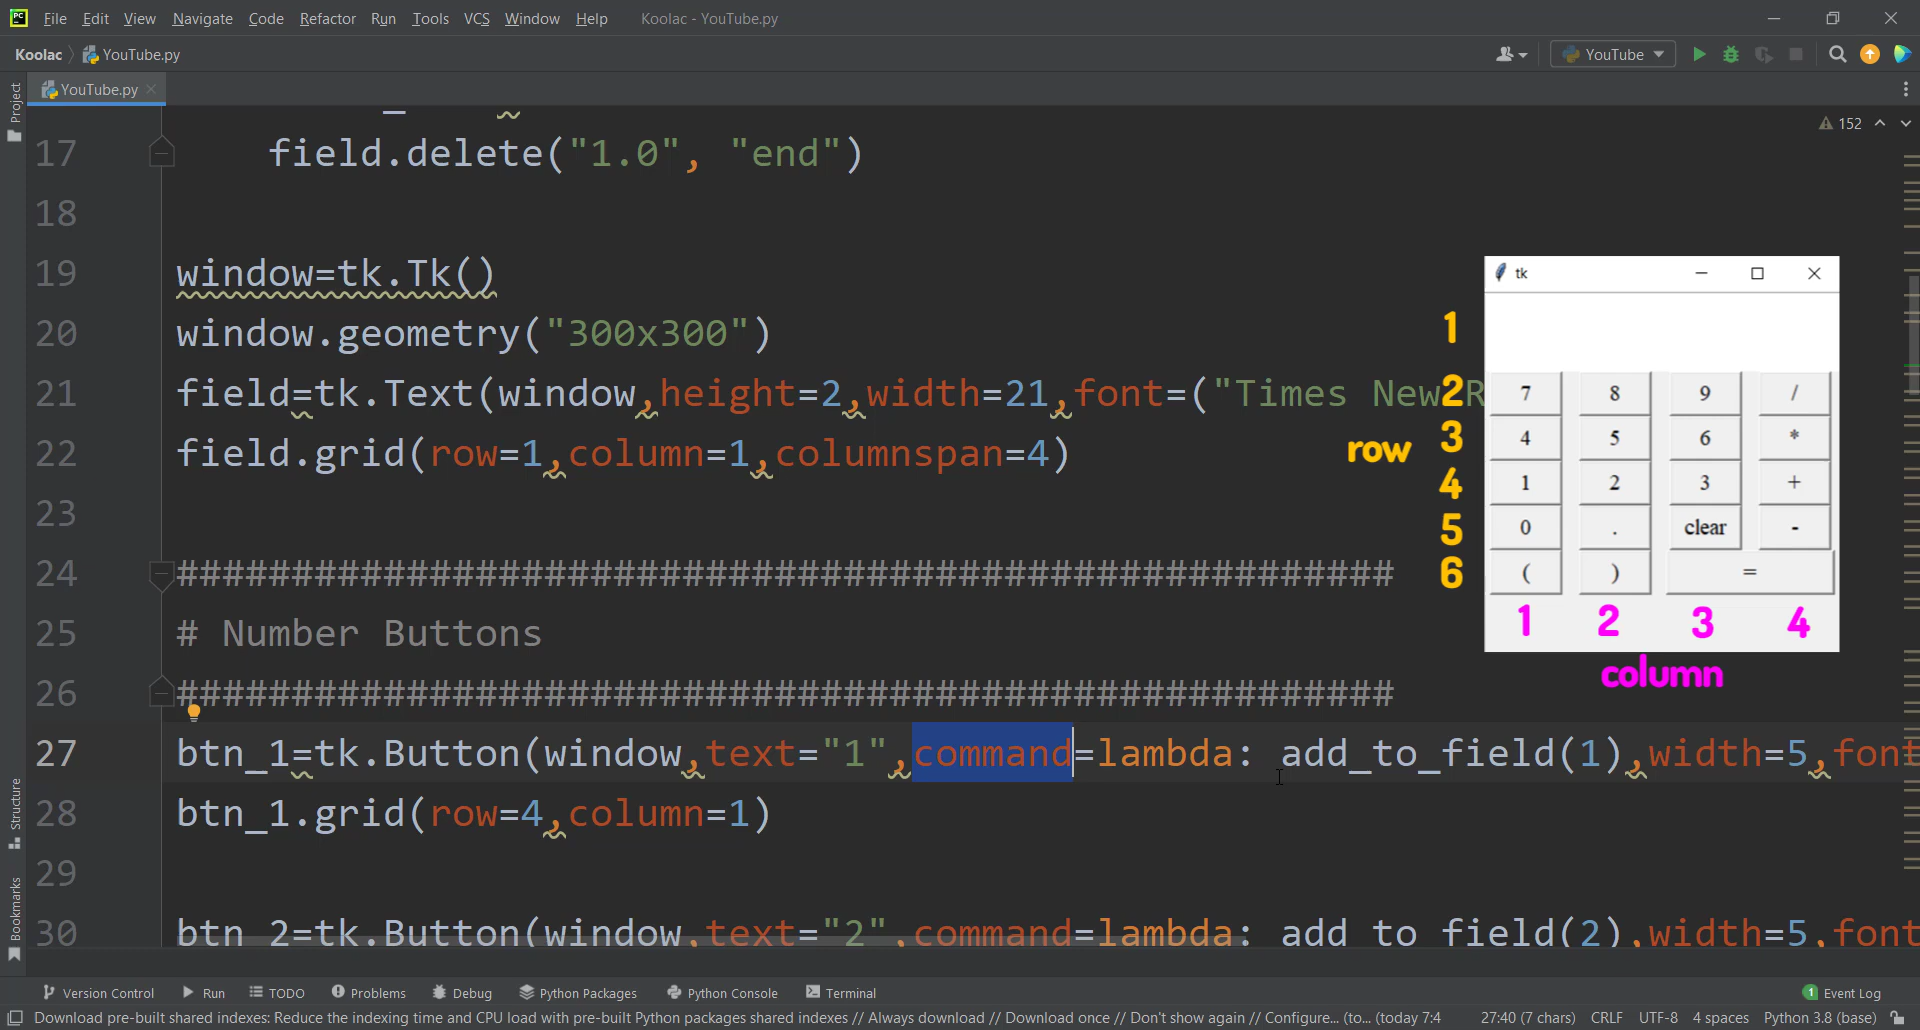 File Edit View Navigate Code Refactor Run Tools VCS Window Help Koolac - YouTube.py
Koolac YouTube.py YouTube
YouTube.py
Project
152
17 field.delete("1.0", "end")
18
19 window=tk.Tk()
20 window.geometry("300x300")
21 field=tk.Text(window,height=2,width=21,font=("Times New R
22 field.grid(row=1,column=1,columnspan=4)
23
24 #####################################################
25 # Number Buttons
26 #####################################################
27 btn_1=tk.Button(window,text="1",command=lambda: add_to_field(1),width=5,font
28 btn_1.grid(row=4,column=1)
29
30 btn_2=tk.Button(window,text="2",command=lambda: add_to_field(2),width=5,font
tk
1
2 7 8 9 /
3 4 5 6 *
row
4 1 2 3 +
5 0 . clear -
6 ( ) =
1 2 3 4
column
Structure
Bookmarks
Version Control Run TODO Problems Debug Python Packages Python Console Terminal 1 Event Log
Download pre-built shared indexes: Reduce the indexing time and CPU load with pre-built Python packages shared indexes // Always download // Download once // Don't show again // Configure... (to... (today 7:4 27:40 (7 chars) CRLF UTF-8 4 spaces Python 3.8 (base)